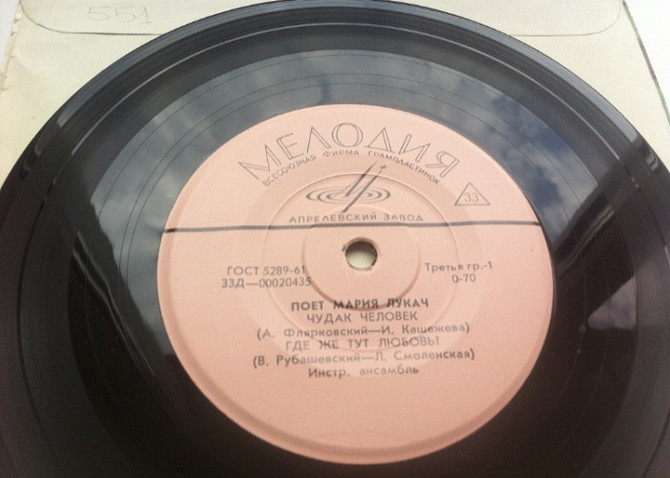 551
МЕЛОДИЯ
ВСЕСОЮЗНАЯ ФИРМА ГРАМПЛАСТИНОК
33
АПРЕЛЕВСКИЙ ЗАВОД
ГОСТ 5289-61
Третья гр.-1
33Д—00020435
0-70
ПОЕТ МАРИЯ ЛУКАЧ
ЧУДАК ЧЕЛОВЕК
(А. Флярковский—И. Кашежева)
ГДЕ ЖЕ ТУТ ЛЮБОВЬ!
(В. Рубашевский—Л. Смоленская)
Инстр. ансамбль